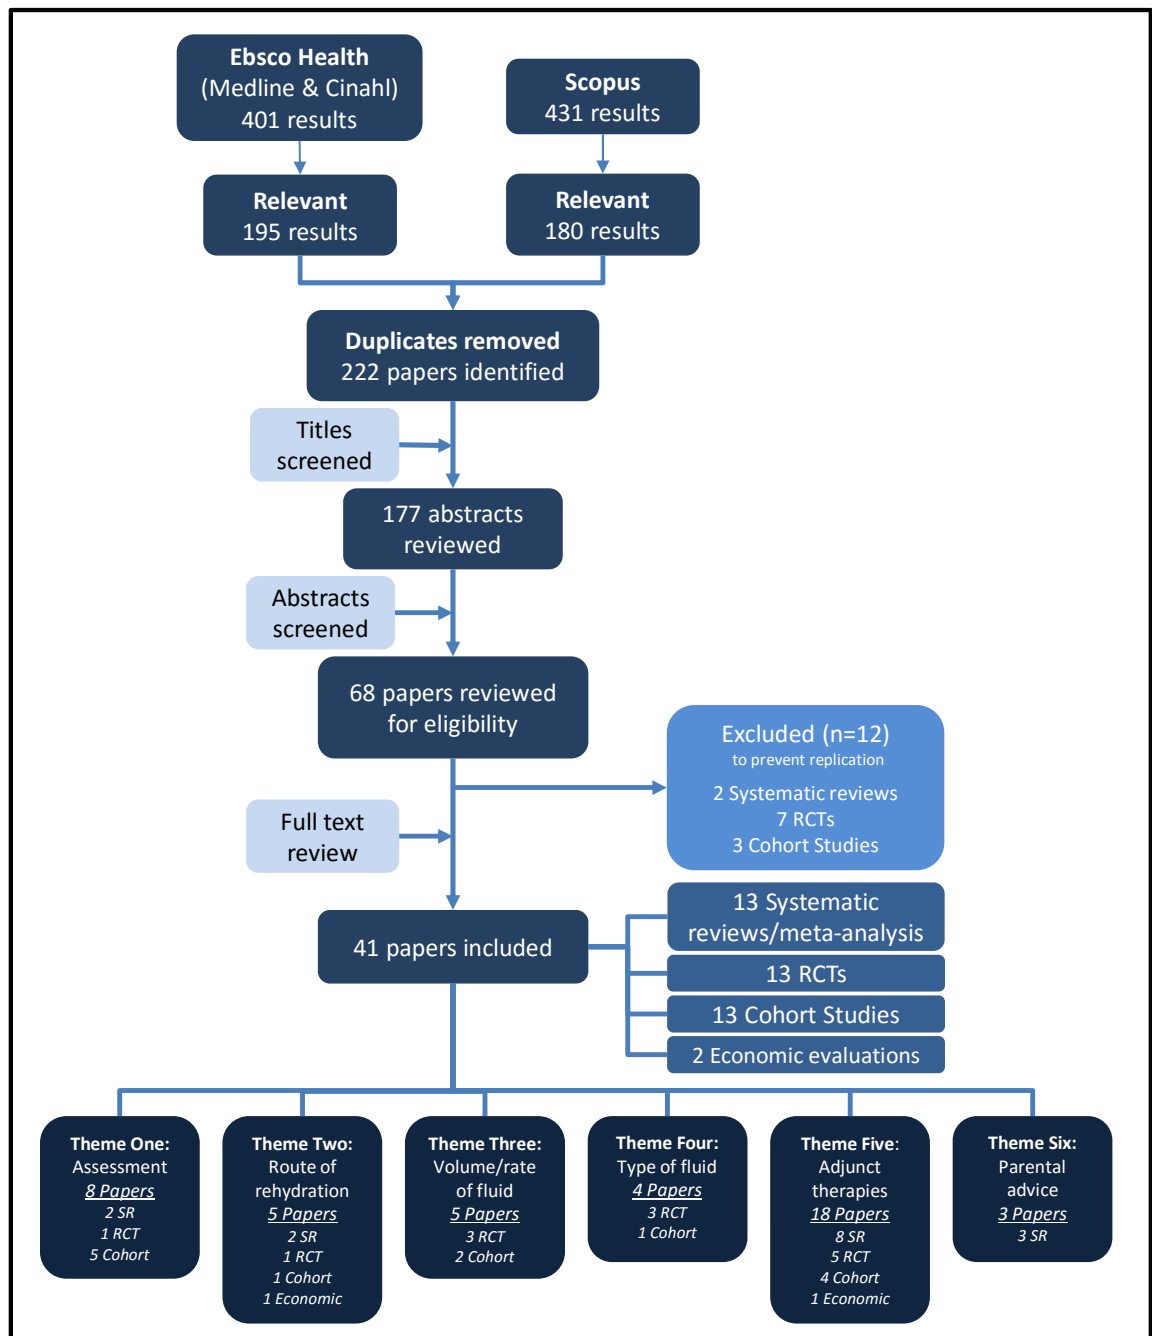 Ebsco Health
(Medline & Cinahl)
401 results
Scopus
431 results
Relevant
195 results
Relevant
180 results
Duplicates removed
222 papers identified
Titles
screened
177 abstracts
reviewed
Abstracts
screened
68 papers reviewed
for eligibility
Excluded (n=12)
to prevent replication
2 Systematic reviews
7 RCTs
3 Cohort Studies
Full text
review
41 papers included
13 Systematic
reviews/meta-analysis
13 RCTs
13 Cohort Studies
2 Economic evaluations
Theme One:
Assessment
8 Papers
2 SR
1 RCT
5 Cohort
Theme Two:
Route of
rehydration
5 Papers
2 SR
1 RCT
1 Cohort
1 Economic
Theme Three:
Volume/rate
of fluid
5 Papers
3 RCT
2 Cohort
Theme Four:
Type of fluid
4 Papers
3 RCT
1 Cohort
Theme Five:
Adjunct
therapies
18 Papers
8 SR
5 RCT
4 Cohort
1 Economic
Theme Six:
Parental
advice
3 Papers
3 SR